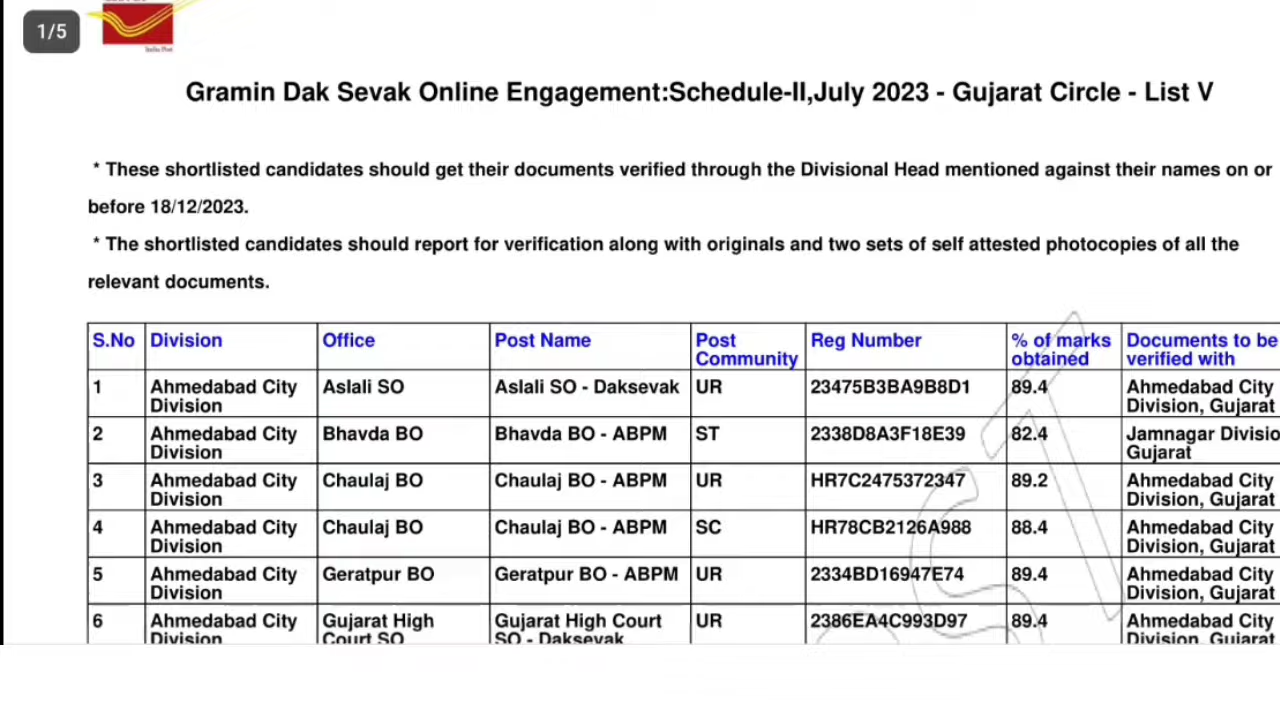 1/5
India Post
Gramin Dak Sevak Online Engagement:Schedule-II,July 2023 - Gujarat Circle - List V
* These shortlisted candidates should get their documents verified through the Divisional Head mentioned against their names on or
before 18/12/2023.
* The shortlisted candidates should report for verification along with originals and two sets of self attested photocopies of all the
relevant documents.
S.No Division Office Post Name Post Community Reg Number % of marks obtained Documents to be verified with
1 Ahmedabad City Division Aslali SO Aslali SO - Daksevak UR 23475B3BA9B8D1 89.4 Ahmedabad City Division, Gujarat
2 Ahmedabad City Division Bhavda BO Bhavda BO - ABPM ST 2338D8A3F18E39 82.4 Jamnagar Divisio Gujarat
3 Ahmedabad City Division Chaulaj BO Chaulaj BO - ABPM UR HR7C2475372347 89.2 Ahmedabad City Division, Gujarat
4 Ahmedabad City Division Chaulaj BO Chaulaj BO - ABPM SC HR78CB2126A988 88.4 Ahmedabad City Division, Gujarat
5 Ahmedabad City Division Geratpur BO Geratpur BO - ABPM UR 2334BD16947E74 89.4 Ahmedabad City Division, Gujarat
6 Ahmedabad City Division Gujarat High Court SO Gujarat High Court SO - Daksevak UR 2386EA4C993D97 89.4 Ahmedabad City Division, Gujarat